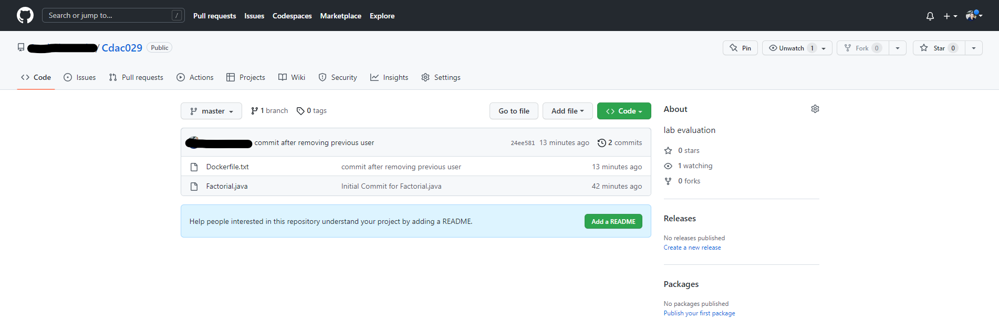 Search or jump to... /
Pull requests Issues Codespaces Marketplace Explore
/ Cdac029 Public
Pin Unwatch 1 Fork 0 Star 0
Code Issues Pull requests Actions Projects Wiki Security Insights Settings
master 1 branch 0 tags Go to file Add file Code
commit after removing previous user 24ee581 13 minutes ago 2 commits
Dockerfile.txt commit after removing previous user 13 minutes ago
Factorial.java Initial Commit for Factorial.java 42 minutes ago
Help people interested in this repository understand your project by adding a README. Add a README
About
lab evaluation
0 stars
1 watching
0 forks
Releases
No releases published
Create a new release
Packages
No packages published
Publish your first package